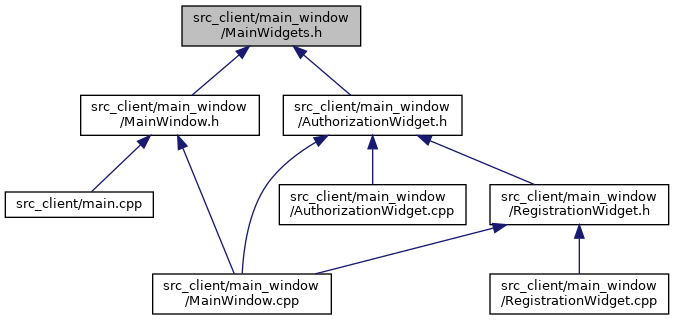 src_client/main_window
/MainWidgets.h
src_client/main_window
/MainWindow.h
src_client/main_window
/AuthorizationWidget.h
src_client/main.cpp
src_client/main_window
/AuthorizationWidget.cpp
src_client/main_window
/RegistrationWidget.h
src_client/main_window
/MainWindow.cpp
src_client/main_window
/RegistrationWidget.cpp